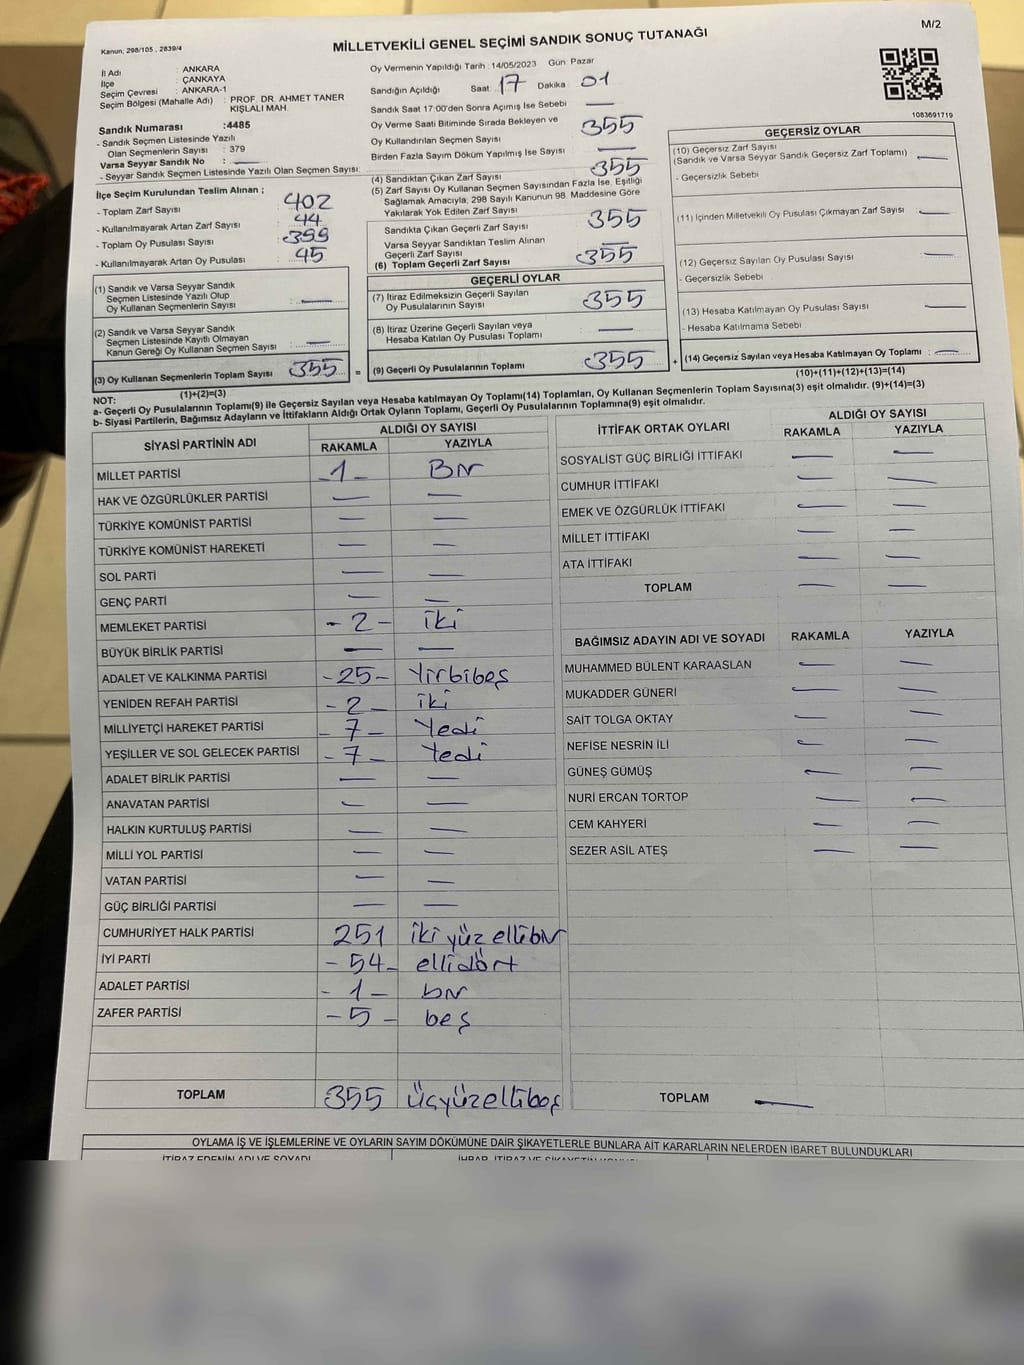 M/2
Kanun; 298/105 , 2839/4
MİLLETVEKİLİ GENEL SEÇİMİ SANDIK SONUÇ TUTANAĞI
İl Adı : ANKARA
İlçe : ÇANKAYA
Seçim Çevresi : ANKARA-1
Seçim Bölgesi (Mahalle Adı) : PROF. DR. AHMET TANER
KIŞLALI MAH.
Sandık Numarası :4485
- Sandık Seçmen Listesinde Yazılı
Olan Seçmenlerin Sayısı : 379
Varsa Seyyar Sandık No : —
- Seyyar Sandık Seçmen Listesinde Yazılı Olan Seçmen Sayısı:
Oy Vermenin Yapıldığı Tarih : 14/05/2023 Gün: Pazar
Sandığın Açıldığı Saat 17 Dakika 01
Sandık Saat 17:00'den Sonra Açımış İse Sebebi —
Oy Verme Saati Bitiminde Sırada Bekleyen ve
Oy Kullandırılan Seçmen Sayısı 355
Birden Fazla Sayım Döküm Yapılmış İse Sayısı —
1083691719
İlçe Seçim Kurulundan Teslim Alınan ;
- Toplam Zarf Sayısı : 402
- Kullanılmayarak Artan Zarf Sayısı : 44
- Toplam Oy Pusulası Sayısı : 399
- Kullanılmayarak Artan Oy Pusulası : 45
(4) Sandıktan Çıkan Zarf Sayısı 355
(5) Zarf Sayısı Oy Kullanan Seçmen Sayısından Fazla İse, Eşitliği
Sağlamak Amacıyla, 298 Sayılı Kanunun 98. Maddesine Göre
Yakılarak Yok Edilen Zarf Sayısı
Sandıkta Çıkan Geçerli Zarf Sayısı 355
Varsa Seyyar Sandıktan Teslim Alınan
Geçerli Zarf Sayısı —
(6) Toplam Geçerli Zarf Sayısı 355
(1) Sandık ve Varsa Seyyar Sandık
Seçmen Listesinde Yazılı Olup
Oy Kullanan Seçmenlerin Sayısı : —
(2) Sandık ve Varsa Seyyar Sandık
Seçmen Listesinde Kayıtlı Olmayan
Kanun Gereği Oy Kullanan Seçmen Sayısı : —
(3) Oy Kullanan Seçmenlerin Toplam Sayısı 355
(1)+(2)=(3)
GEÇERLİ OYLAR
(7) İtiraz Edilmeksizin Geçerli Sayılan
Oy Pusulalarının Sayısı 355
(8) İtiraz Üzerine Geçerli Sayılan veya
Hesaba Katılan Oy Pusulası Toplamı —
= (9) Geçerli Oy Pusulalarının Toplamı 355 +
GEÇERSİZ OYLAR
(10) Geçersiz Zarf Sayısı
(Sandık ve Varsa Seyyar Sandık Geçersiz Zarf Toplamı) —
- Geçersizlik Sebebi
(11) İçinden Milletvekili Oy Pusulası Çıkmayan Zarf Sayısı —
(12) Geçersiz Sayılan Oy Pusulası Sayısı —
- Geçersizlik Sebebi
(13) Hesaba Katılmayan Oy Pusulası Sayısı —
- Hesaba Katılmama Sebebi
(14) Geçersiz Sayılan veya Hesaba Katılmayan Oy Toplamı : —
(10)+(11)+(12)+(13)=(14)
NOT:
a- Geçerli Oy Pusulalarının Toplamı(9) ile Geçersiz Sayılan veya Hesaba katılmayan Oy Toplamı(14) Toplamları, Oy Kullanan Seçmenlerin Toplam Sayısına(3) eşit olmalıdır. (9)+(14)=(3)
b- Siyasi Partilerin, Bağımsız Adayların ve İttifakların Aldığı Ortak Oyların Toplamı, Geçerli Oy Pusulalarının Toplamına(9) eşit olmalıdır.
SİYASİ PARTİNİN ADI ALDIĞI OY SAYISI
RAKAMLA YAZIYLA
MİLLET PARTİSİ -1- Bir
HAK VE ÖZGÜRLÜKLER PARTİSİ — —
TÜRKİYE KOMÜNİST PARTİSİ — —
TÜRKİYE KOMÜNİST HAREKETİ — —
SOL PARTİ — —
GENÇ PARTİ — —
MEMLEKET PARTİSİ -2- iki
BÜYÜK BİRLİK PARTİSİ — —
ADALET VE KALKINMA PARTİSİ -25- Yirbibeş
YENİDEN REFAH PARTİSİ -2- iki
MİLLİYETÇİ HAREKET PARTİSİ -7- Yedi
YEŞİLLER VE SOL GELECEK PARTİSİ -7- Yedi
ADALET BİRLİK PARTİSİ — —
ANAVATAN PARTİSİ — —
HALKIN KURTULUŞ PARTİSİ — —
MİLLİ YOL PARTİSİ — —
VATAN PARTİSİ — —
GÜÇ BİRLİĞİ PARTİSİ — —
CUMHURİYET HALK PARTİSİ 251 iki yüz ellibir
İYİ PARTİ -54- ellidört
ADALET PARTİSİ -1- bir
ZAFER PARTİSİ -5- beş
TOPLAM 355 üçyüzellibeş
İTTİFAK ORTAK OYLARI ALDIĞI OY SAYISI
RAKAMLA YAZIYLA
SOSYALİST GÜÇ BİRLİĞİ İTTİFAKI — —
CUMHUR İTTİFAKI — —
EMEK VE ÖZGÜRLÜK İTTİFAKI — —
MİLLET İTTİFAKI — —
ATA İTTİFAKI — —
TOPLAM — —
BAĞIMSIZ ADAYIN ADI VE SOYADI RAKAMLA YAZIYLA
MUHAMMED BÜLENT KARAASLAN — —
MUKADDER GÜNERİ — —
SAİT TOLGA OKTAY — —
NEFİSE NESRİN İLİ — —
GÜNEŞ GÜMÜŞ — —
NURİ ERCAN TORTOP — —
CEM KAHYERİ — —
SEZER ASİL ATEŞ — —
TOPLAM —
OYLAMA İŞ VE İŞLEMLERİNE VE OYLARIN SAYIM DÖKÜMÜNE DAİR ŞİKAYETLERLE BUNLARA AİT KARARLARIN NELERDEN İBARET BULUNDUKLARI
İTİRAZ EDENİN ADI VE SOYADI